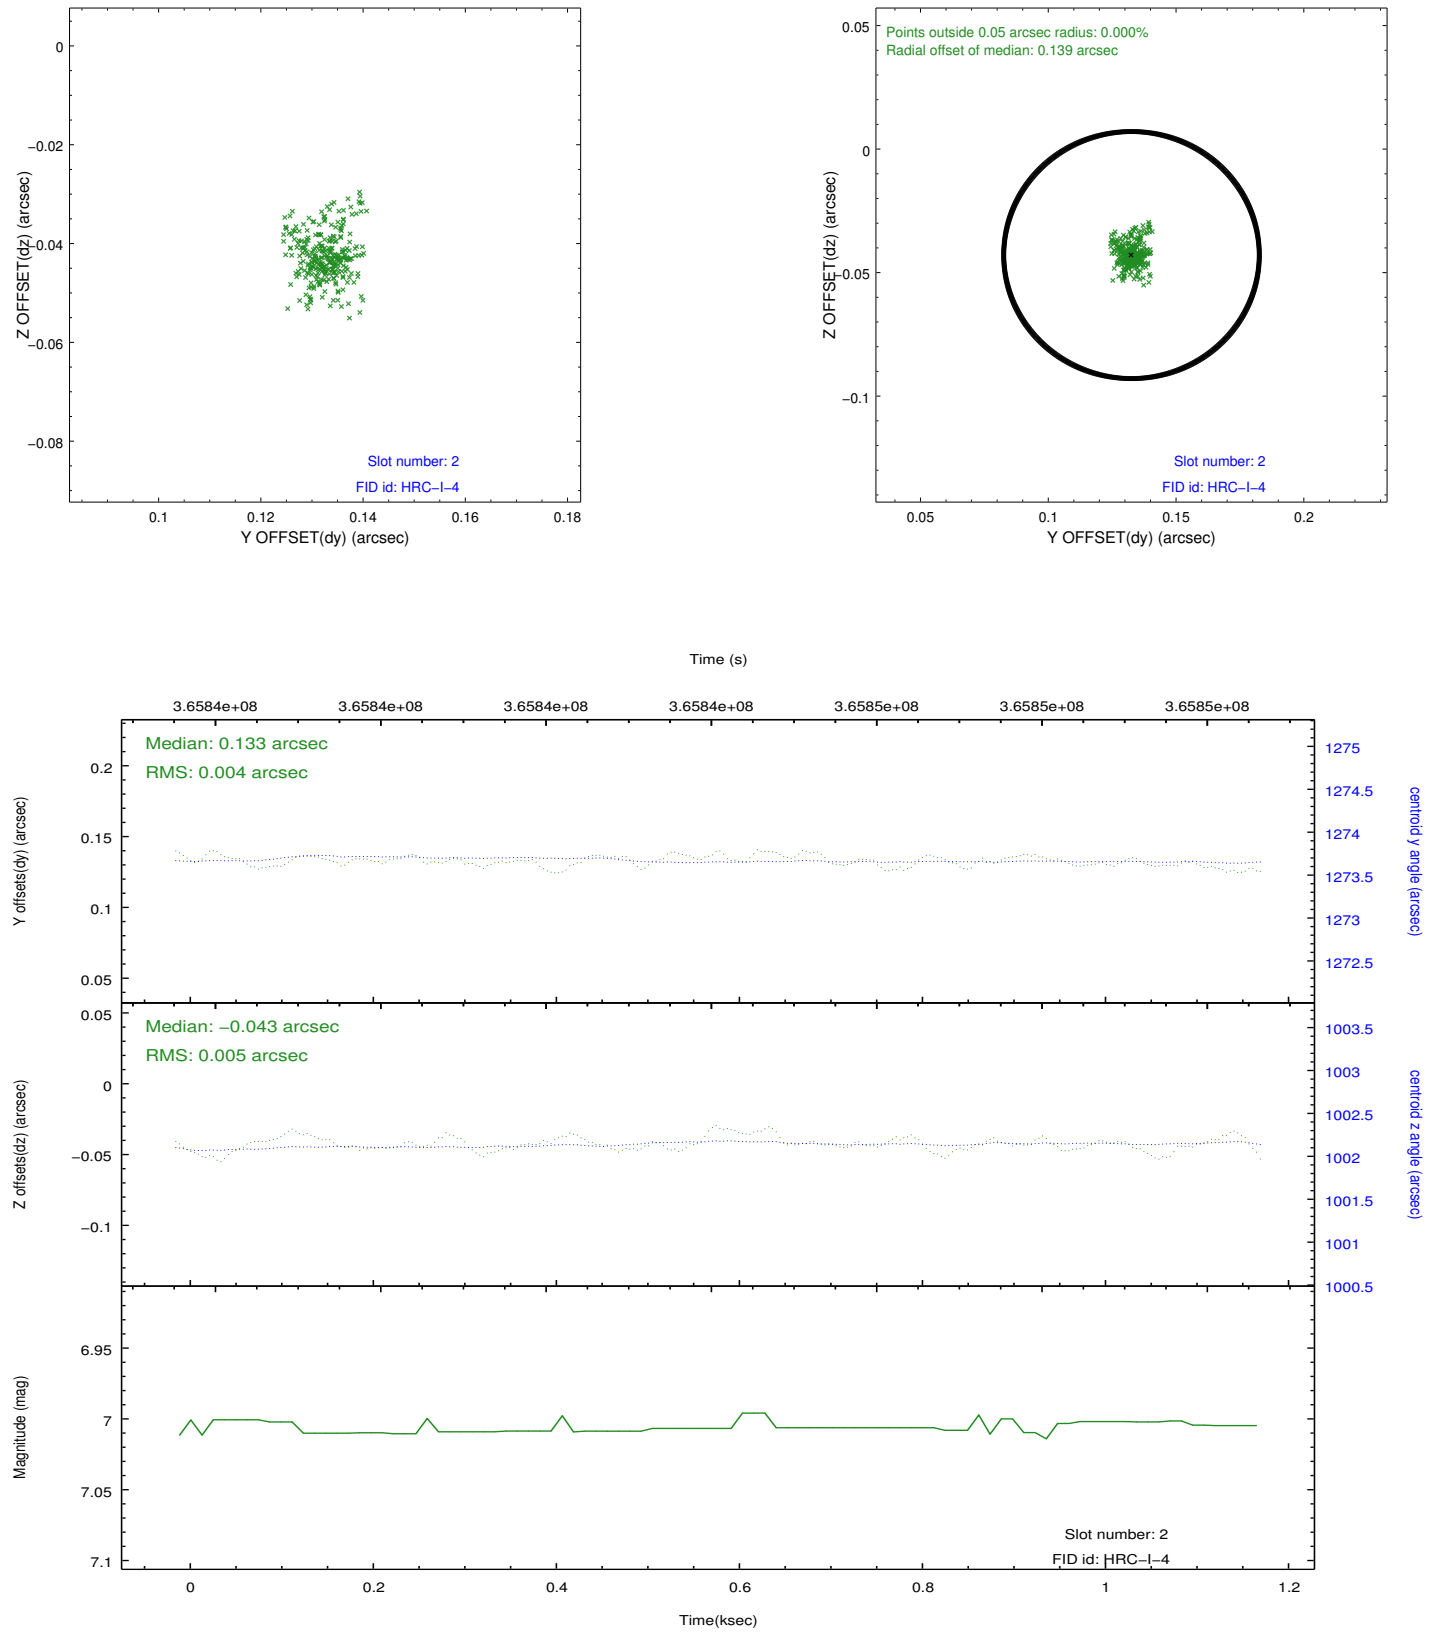 0
−0.02
−0.04
−0.06
−0.08
Z OFFSET(dz) (arcsec)
Slot number: 2
FID id: HRC−I−4
0.1
0.12
0.14
0.16
0.18
Y OFFSET(dy) (arcsec)
Points outside 0.05 arcsec radius: 0.000%
Radial offset of median: 0.139 arcsec
0.05
0
−0.05
−0.1
Z OFFSET(dz) (arcsec)
Slot number: 2
FID id: HRC−I−4
0.05
0.1
0.15
0.2
Y OFFSET(dy) (arcsec)
Time (s)
3.6584e+08
3.6584e+08
3.6584e+08
3.6584e+08
3.6585e+08
3.6585e+08
3.6585e+08
Median: 0.133 arcsec
RMS: 0.004 arcsec
0.2
0.15
0.1
0.05
Y offsets(dy) (arcsec)
1275
1274.5
1274
1273.5
1273
1272.5
centroid y angle (arcsec)
Median: −0.043 arcsec
RMS: 0.005 arcsec
0.05
0
−0.05
−0.1
Z offsets(dz) (arcsec)
1003.5
1003
1002.5
1002
1001.5
1001
1000.5
centroid z angle (arcsec)
6.95
7
7.05
7.1
Magnitude (mag)
Slot number: 2
FID id: HRC−I−4
0
0.2
0.4
0.6
0.8
1
1.2
Time(ksec)